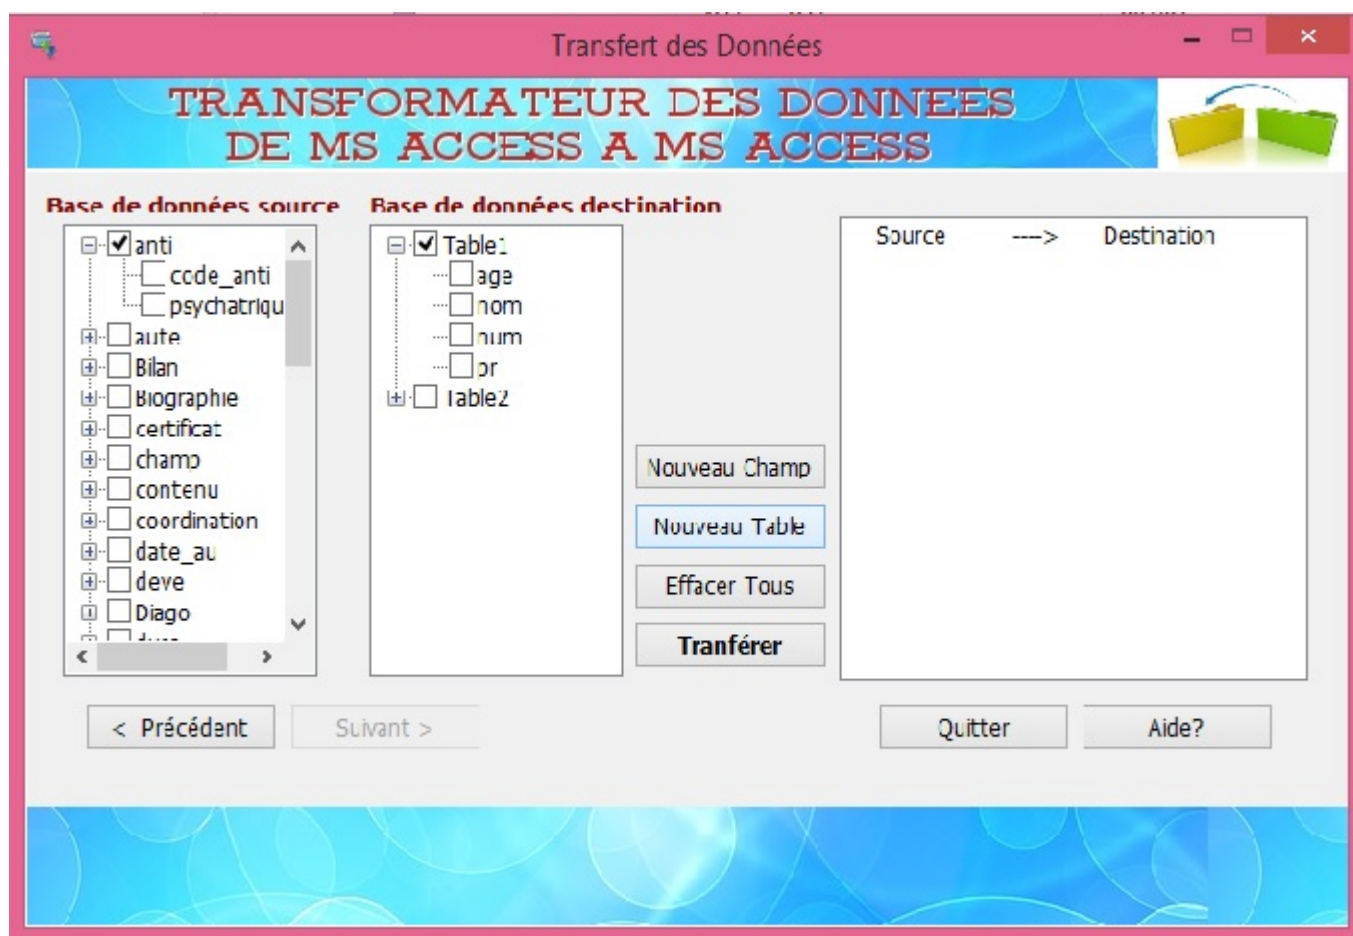 Transfert des Données
TRANSFORMATEUR DES DONNEES
DE MS ACCESS A MS ACCESS
Base de données source
Base de données destination
anti
code_anti
psychatriqu
aute
Bilan
Biographie
certificat
champ
contenu
coordination
date_au
deve
Diago
Table1
age
nom
num
pr
Table2
Nouveau Champ
Nouveau Table
Effacer Tous
Tranférer
Source ----> Destination
< Précédent
Suivant >
Quitter
Aide?